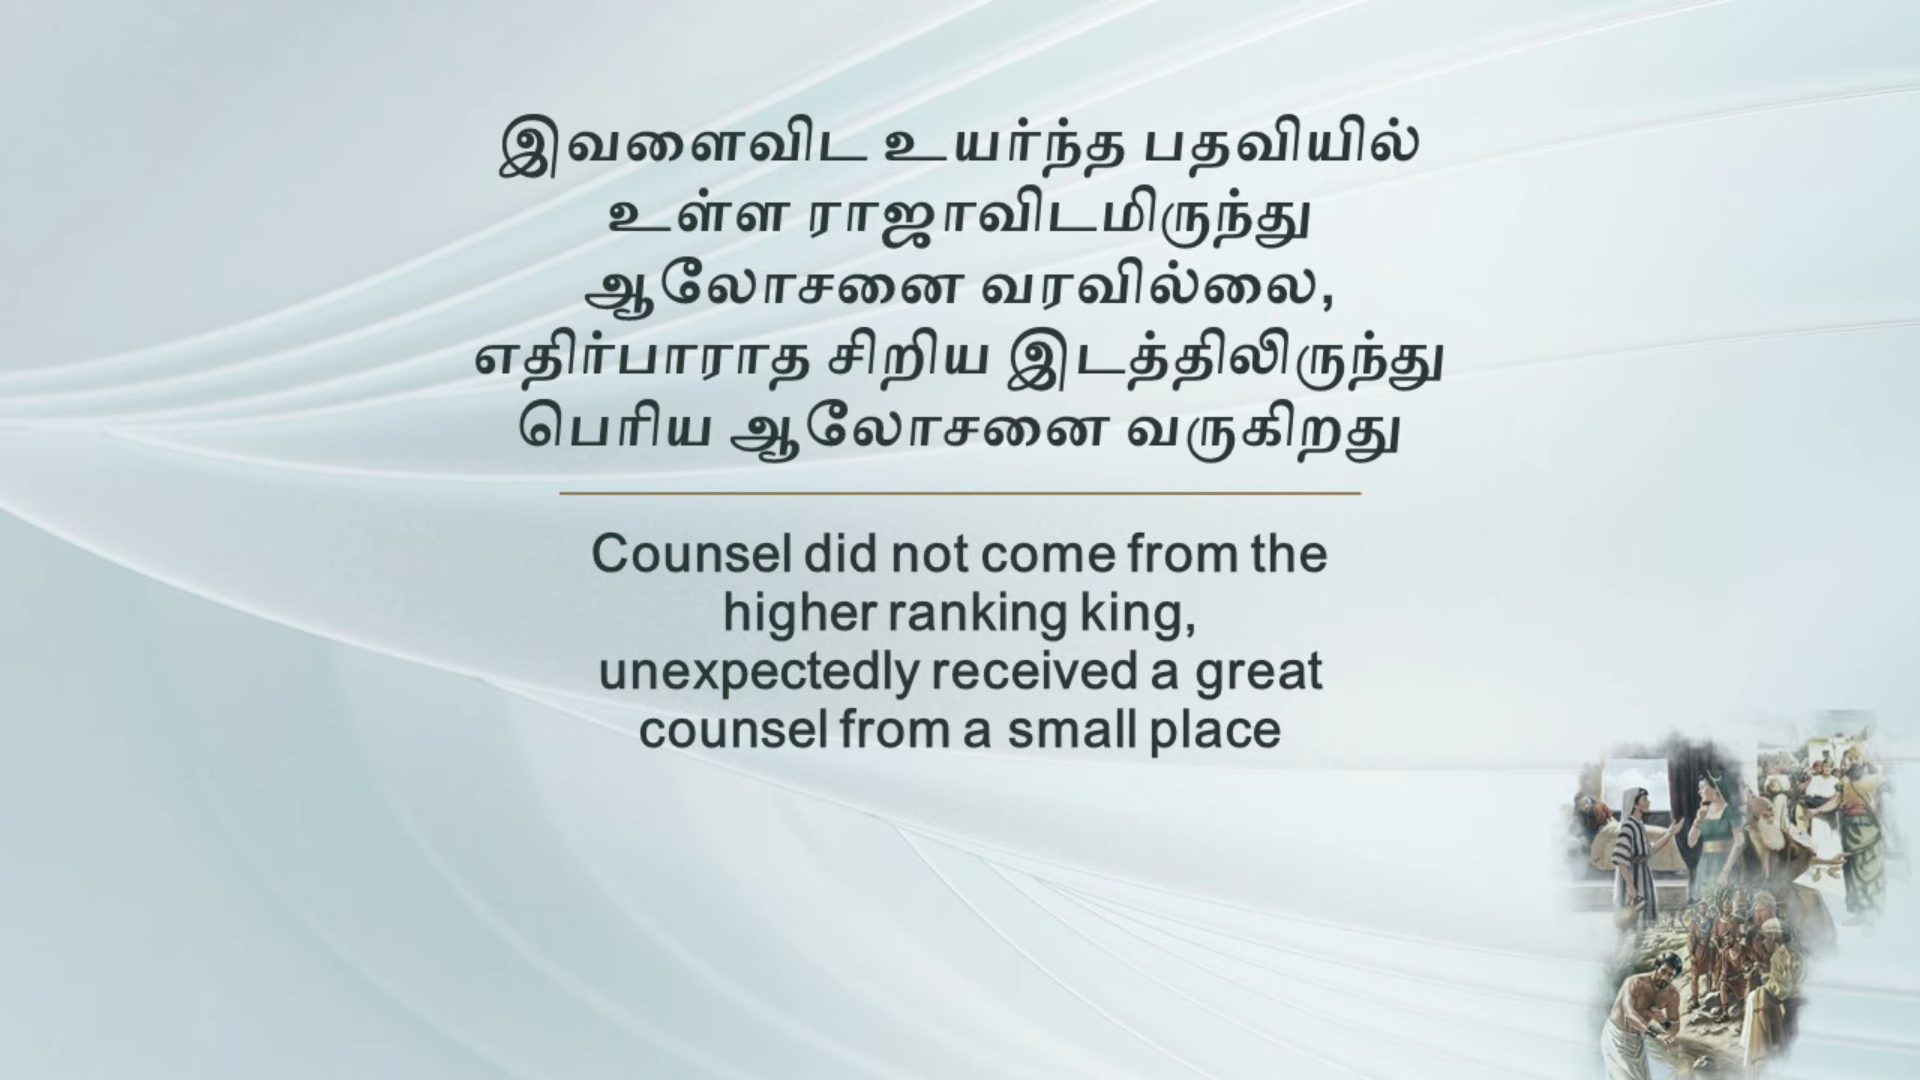 இவளைவிட உயர்ந்த பதவியில்
உள்ள ராஜாவிடமிருந்து
ஆலோசனை வரவில்லை,
எதிர்பாராத சிறிய இடத்திலிருந்து
பெரிய ஆலோசனை வருகிறது
Counsel did not come from the
higher ranking king,
unexpectedly received a great
counsel from a small place